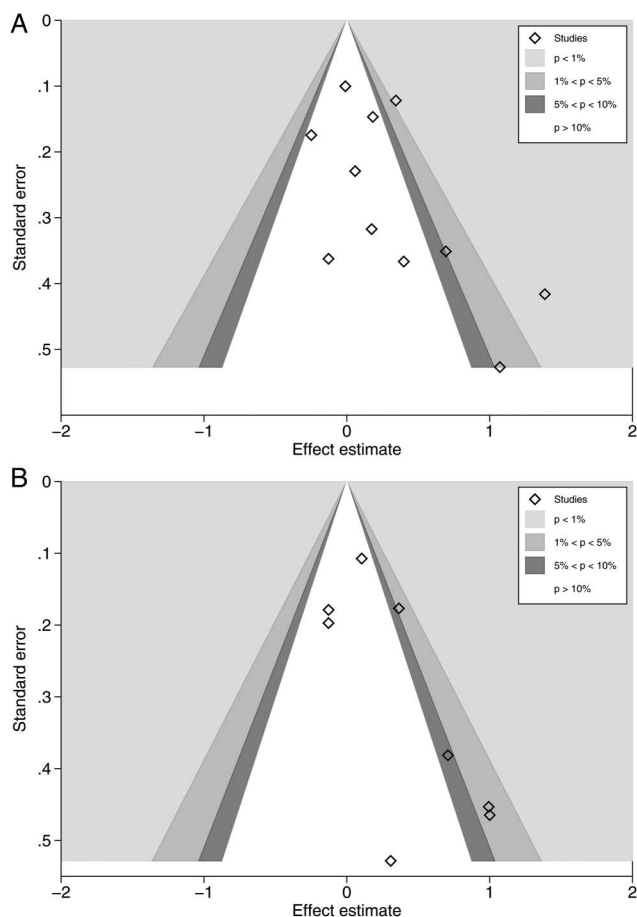 A
0
.1
.2
.3
.4
.5
Standard error
Studies
p < 1%
1% < p < 5%
5% < p < 10%
p > 10%
−2
−1
0
1
2
Effect estimate
B
0
.1
.2
.3
.4
.5
Standard error
Studies
p < 1%
1% < p < 5%
5% < p < 10%
p > 10%
−2
−1
0
1
2
Effect estimate